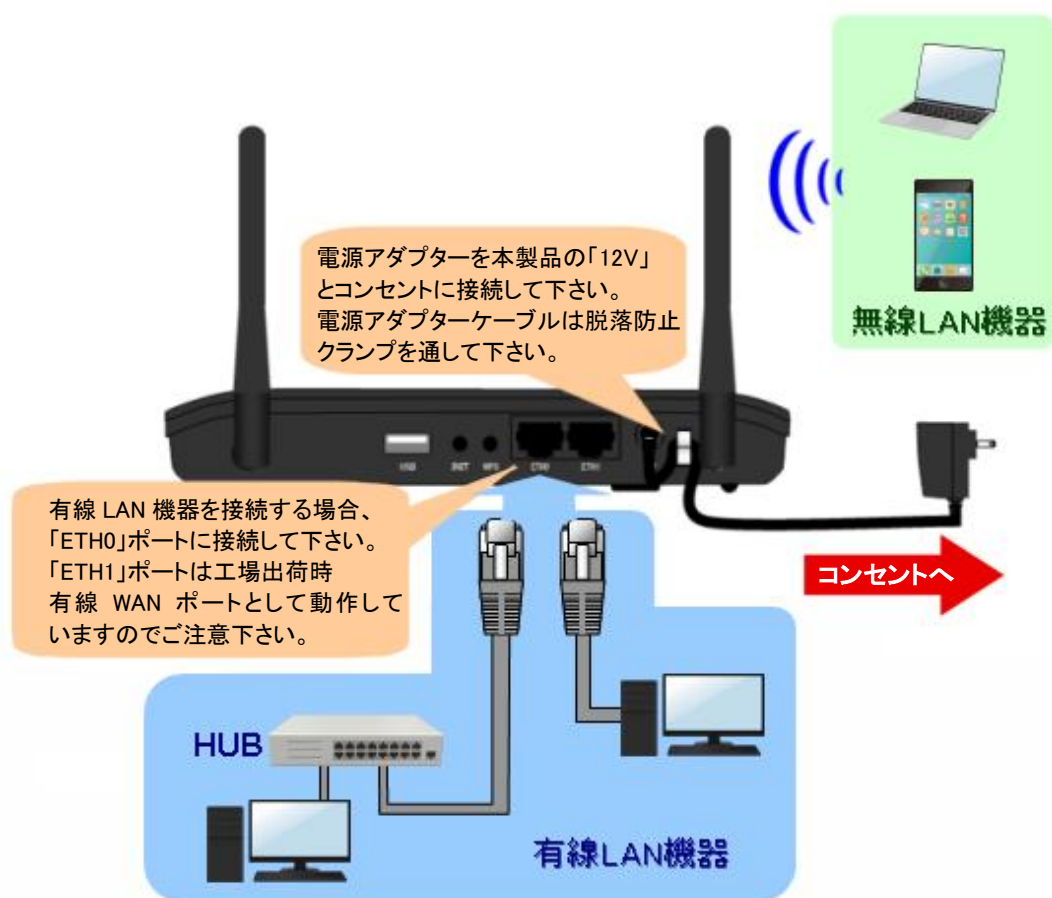 電源アダプターを本製品の「12V」
とコンセントに接続して下さい。
電源アダプターケーブルは脱落防止
クランプを通して下さい。
無線LAN機器
USB
INIT
WPS
ETH0
ETH1
有線 LAN 機器を接続する場合、
「ETH0」ポートに接続して下さい。
「ETH1」ポートは工場出荷時
有線 WAN ポートとして動作して
いますのでご注意下さい。
コンセントへ
HUB
有線LAN機器